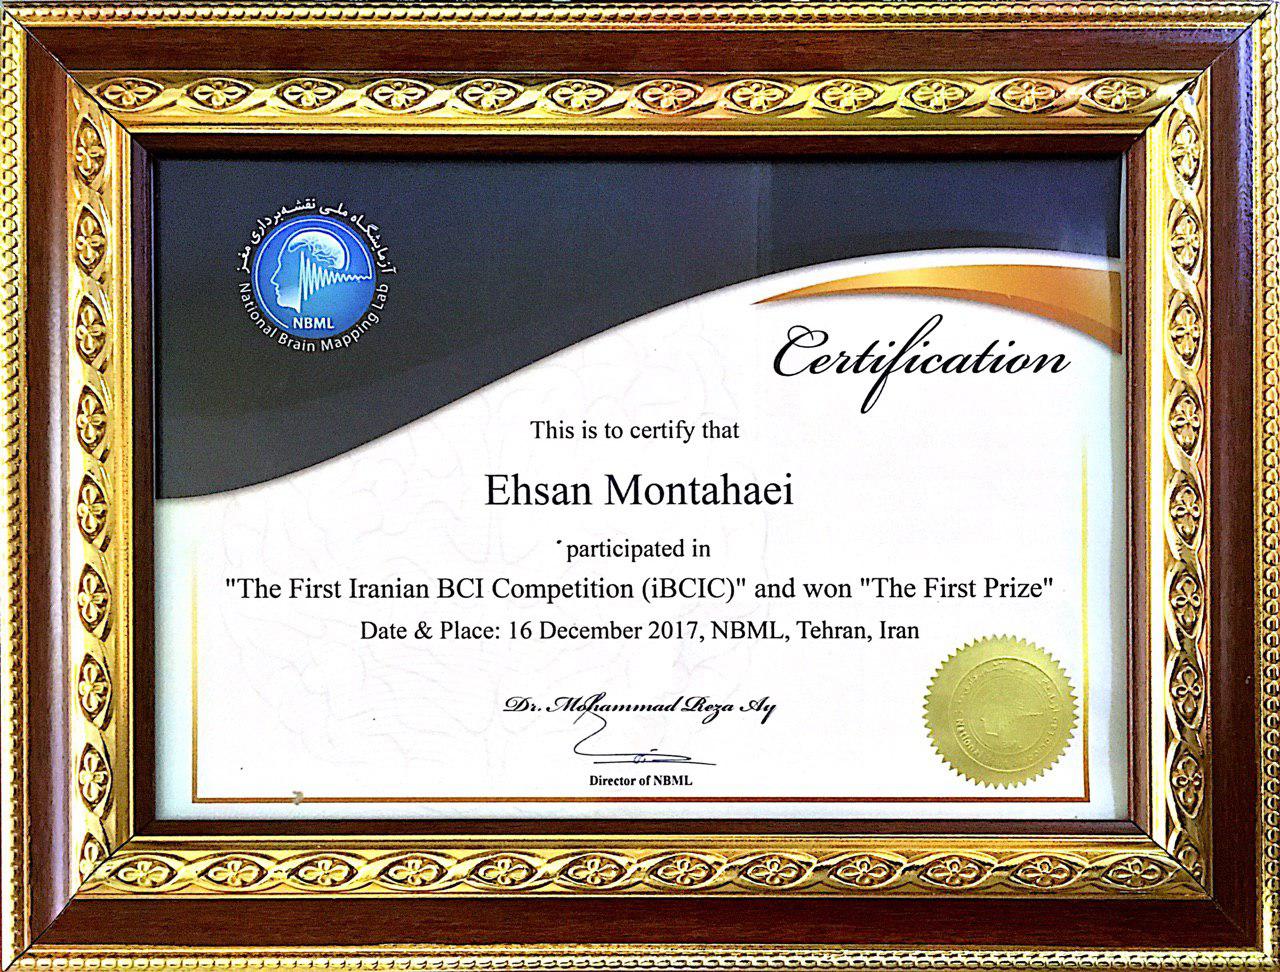 آزمایشگاه ملی نقشه‌برداری مغز
NBML
National Brain Mapping Lab
Certification
This is to certify that
Ehsan Montahaei
participated in
"The First Iranian BCI Competition (iBCIC)" and won "The First Prize"
Date & Place: 16 December 2017, NBML, Tehran, Iran
Dr. Mohammad Reza Ay
Director of NBML